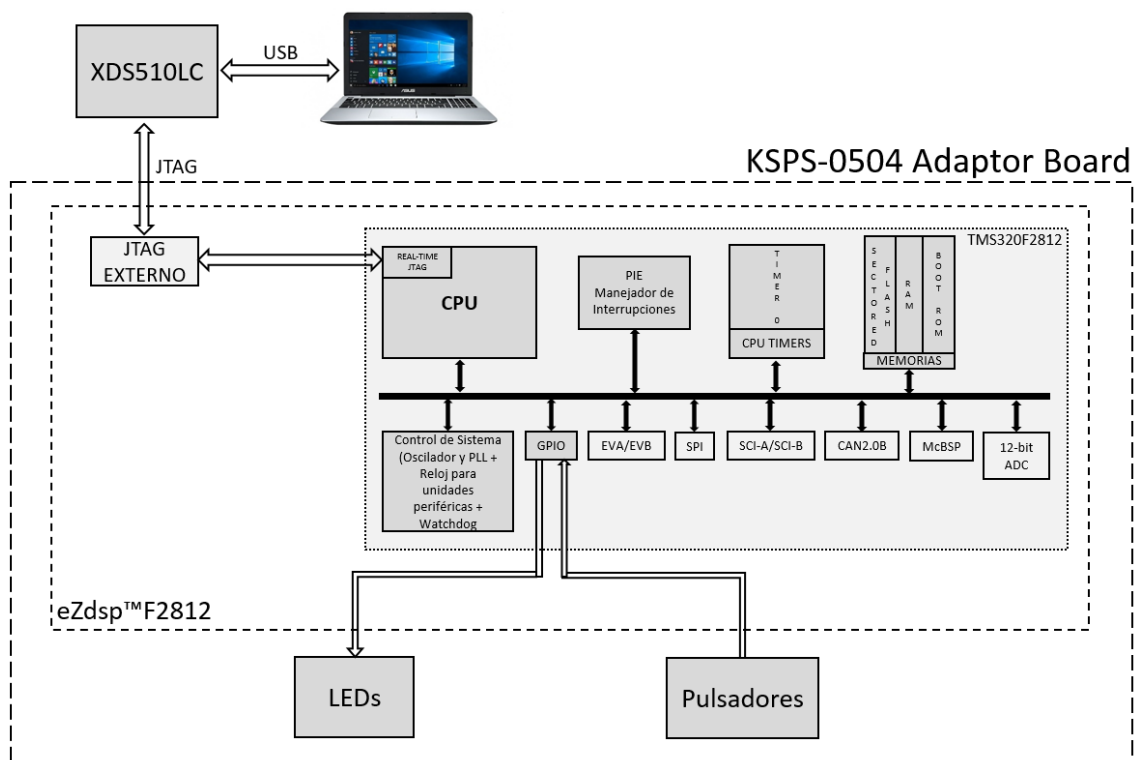 XDS510LC
USB
JTAG
KSPS-0504 Adaptor Board
JTAG
EXTERNO
TMS320F2812
REAL-TIME
JTAG
CPU
PIE
Manejador de
Interrupciones
TIMER 0
CPU TIMERS
SECTORED
FLASH
RAM
BOOT ROM
MEMORIAS
Control de Sistema
(Oscilador y PLL +
Reloj para
unidades
periféricas +
Watchdog
GPIO
EVA/EVB
SPI
SCI-A/SCI-B
CAN2.0B
McBSP
12-bit
ADC
eZdsp™F2812
LEDs
Pulsadores